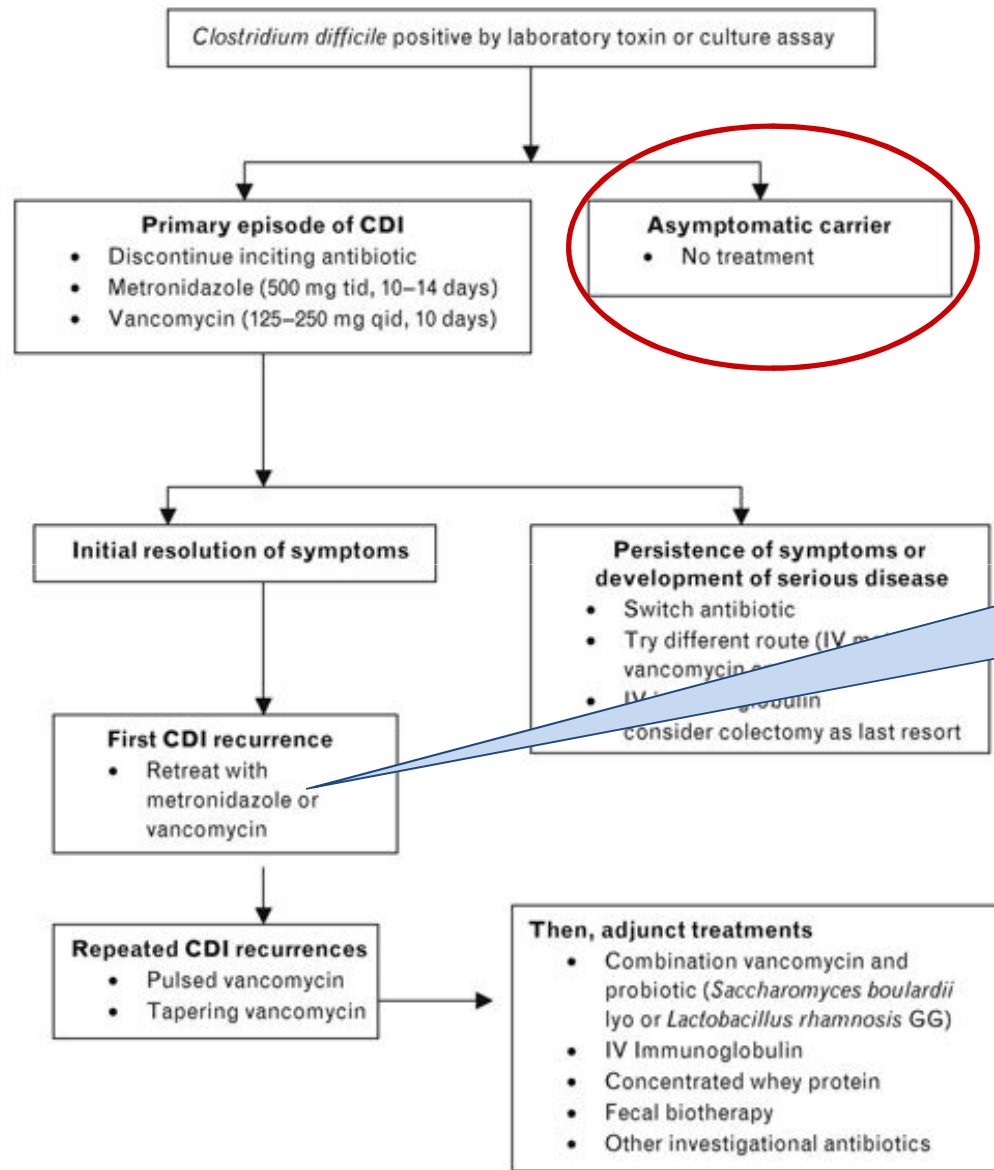 Clostridium difficile positive by laboratory toxin or culture assay
Primary episode of CDI
• Discontinue inciting antibiotic
• Metronidazole (500 mg tid, 10–14 days)
• Vancomycin (125–250 mg qid, 10 days)
Asymptomatic carrier
• No treatment
Initial resolution of symptoms
Persistence of symptoms or
development of serious disease
• Switch antibiotic
• Try different route (IV
vancomycin
• IV
consider colectomy as last resort
First CDI recurrence
• Retreat with
metronidazole or
vancomycin
Repeated CDI recurrences
• Pulsed vancomycin
• Tapering vancomycin
Then, adjunct treatments
• Combination vancomycin and
probiotic (Saccharomyces boulardii
lyo or Lactobacillus rhamnosis GG)
• IV Immunoglobulin
• Concentrated whey protein
• Fecal biotherapy
• Other investigational antibiotics